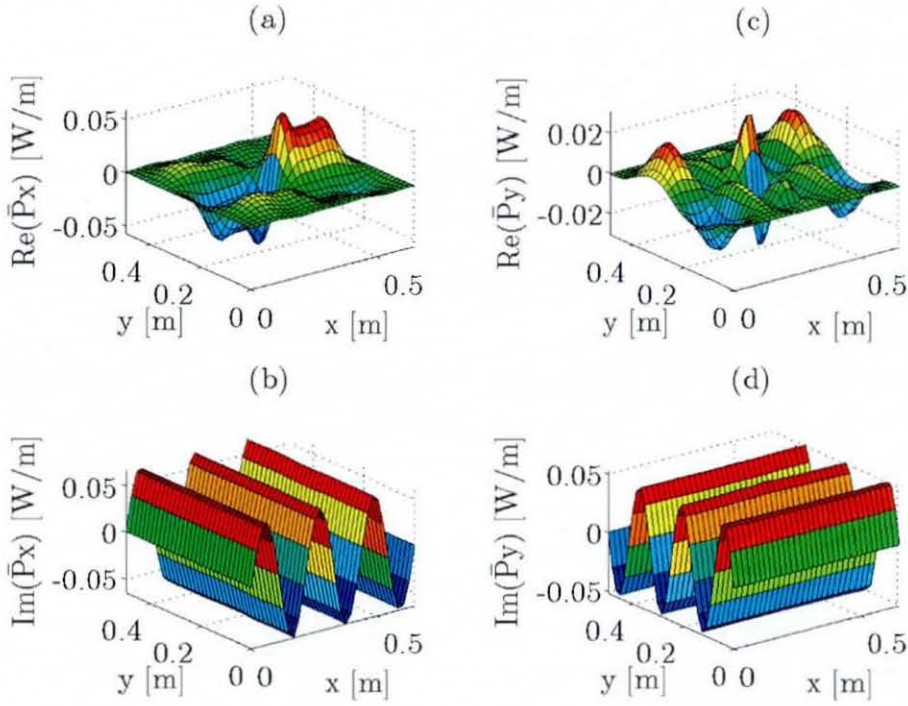 (a)
Re(P̄x) [W/m]
0.05
0
-0.05
0.4
0.2
0
y [m]
0
0.5
x [m]
(c)
Re(P̄y) [W/m]
0.02
0
-0.02
0.4
0.2
0
y [m]
0
0.5
x [m]
(b)
Im(P̄x) [W/m]
0.05
0
-0.05
0.4
0.2
0
y [m]
0
0.5
x [m]
(d)
Im(P̄y) [W/m]
0.05
0
-0.05
0.4
0.2
0
y [m]
0
0.5
x [m]